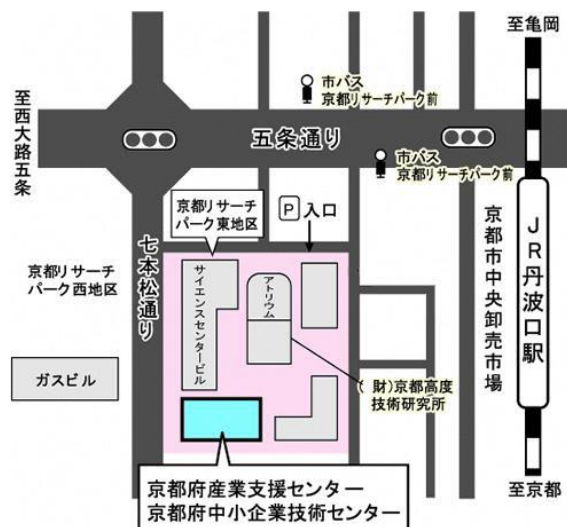 至亀岡
市バス
京都リサーチパーク前
至西大路五条
五条通り
市バス
京都リサーチパーク前
京都リサーチ
パーク東地区
P 入口
七本松通り
京都リサーチ
パーク西地区
サイエンスセンタービル
アトリウム
京都市中央卸売市場
JR丹波口駅
ガスビル
(財)京都高度
技術研究所
京都府産業支援センター
京都府中小企業技術センター
至京都